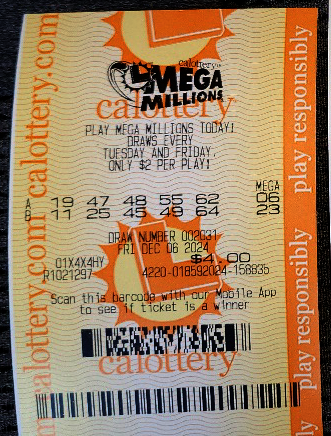 calottery
MEGA
MILLIONS
calottery
PLAY MEGA MILLIONS TODAY!
DRAWS EVERY
TUESDAY AND FRIDAY.
ONLY $2 PER PLAY!
MEGA
A 19 47 48 55 62 06
B 11 25 45 49 64 23
DRAW NUMBER 002031
FRI DEC 06 2024
$4.00
01X4X4HY
R1021297 4220-018592024-15883b
Scan this barcode with our Mobile App
to see if ticket is a winner
calottery
calottery.com calottery.com
play responsibly play responsibly